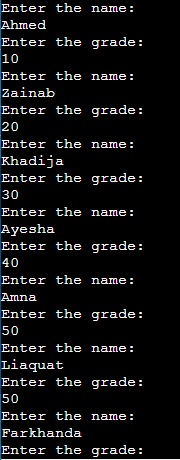 Enter the name:
Ahmed
Enter the grade:
10
Enter the name:
Zainab
Enter the grade:
20
Enter the name:
Khadija
Enter the grade:
30
Enter the name:
Ayesha
Enter the grade:
40
Enter the name:
Amna
Enter the grade:
50
Enter the name:
Liaquat
Enter the grade:
50
Enter the name:
Farkhanda
Enter the grade: